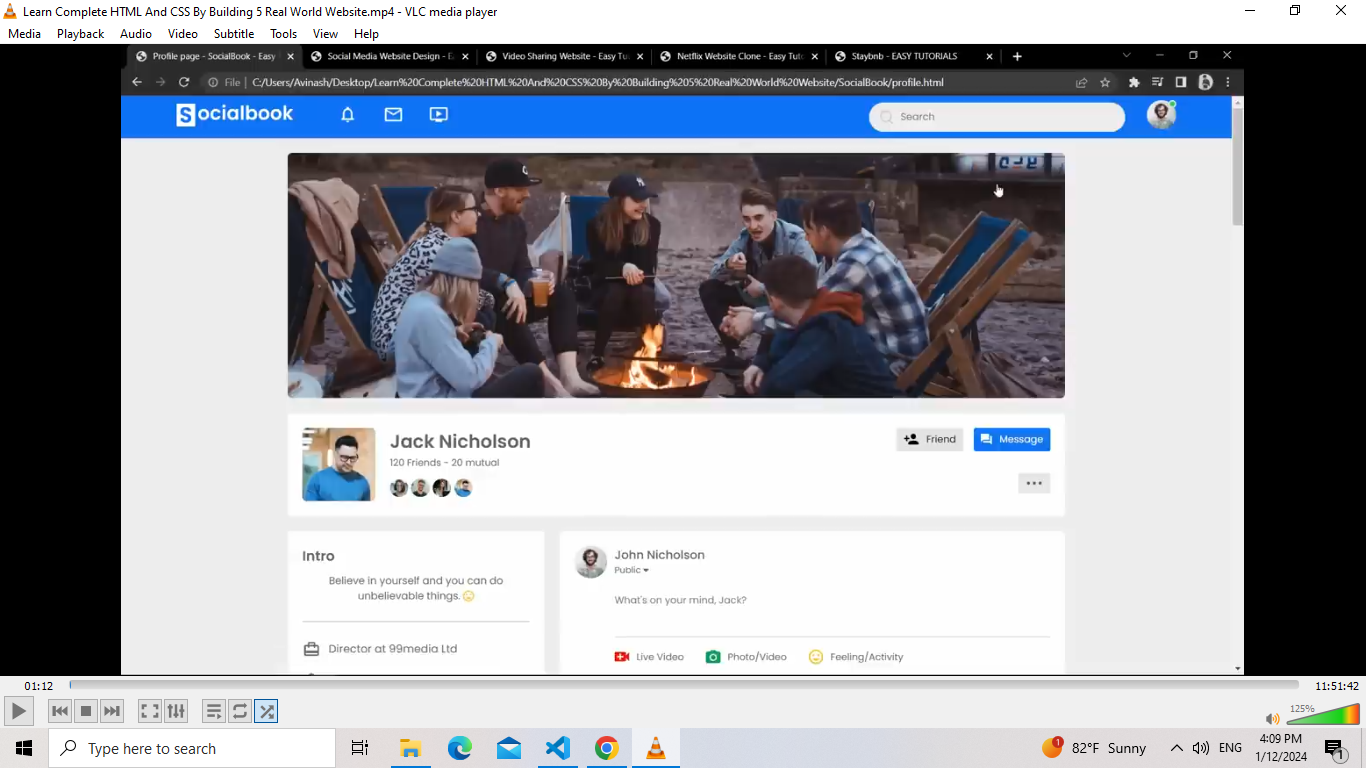 Learn Complete HTML And CSS By Building 5 Real World Website.mp4 - VLC media player
Media Playback Audio Video Subtitle Tools View Help
Profile page - SocialBook - Easy Social Media Website Design - E Video Sharing Website - Easy Tu Netflix Website Clone - Easy Tut Staybnb - EASY TUTORIALS
File C:/Users/Avinash/Desktop/Learn%20Complete%20HTML%20And%20CSS%20By%20Building%205%20Real%20World%20Website/SocialBook/profile.html
Socialbook Search
Jack Nicholson
120 Friends - 20 mutual
Friend Message
Intro
Believe in yourself and you can do
unbelievable things.
Director at 99media Ltd
John Nicholson
Public
What's on your mind, Jack?
Live Video Photo/Video Feeling/Activity
01:12 11:51:42
125%
Type here to search
1 82°F Sunny ENG 4:09 PM
1/12/2024 1